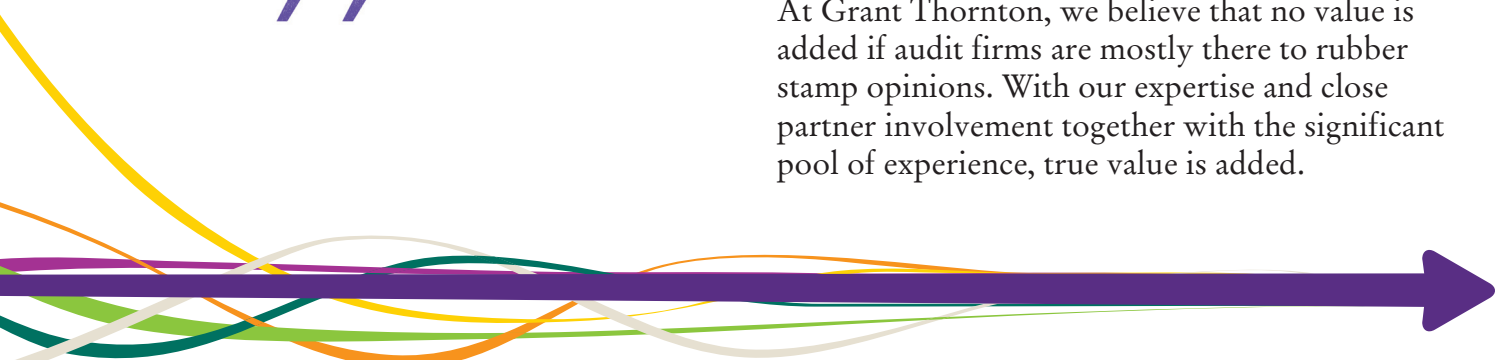 At Grant Thornton, we believe that no value is
added if audit firms are mostly there to rubber
stamp opinions. With our expertise and close
partner involvement together with the significant
pool of experience, true value is added.